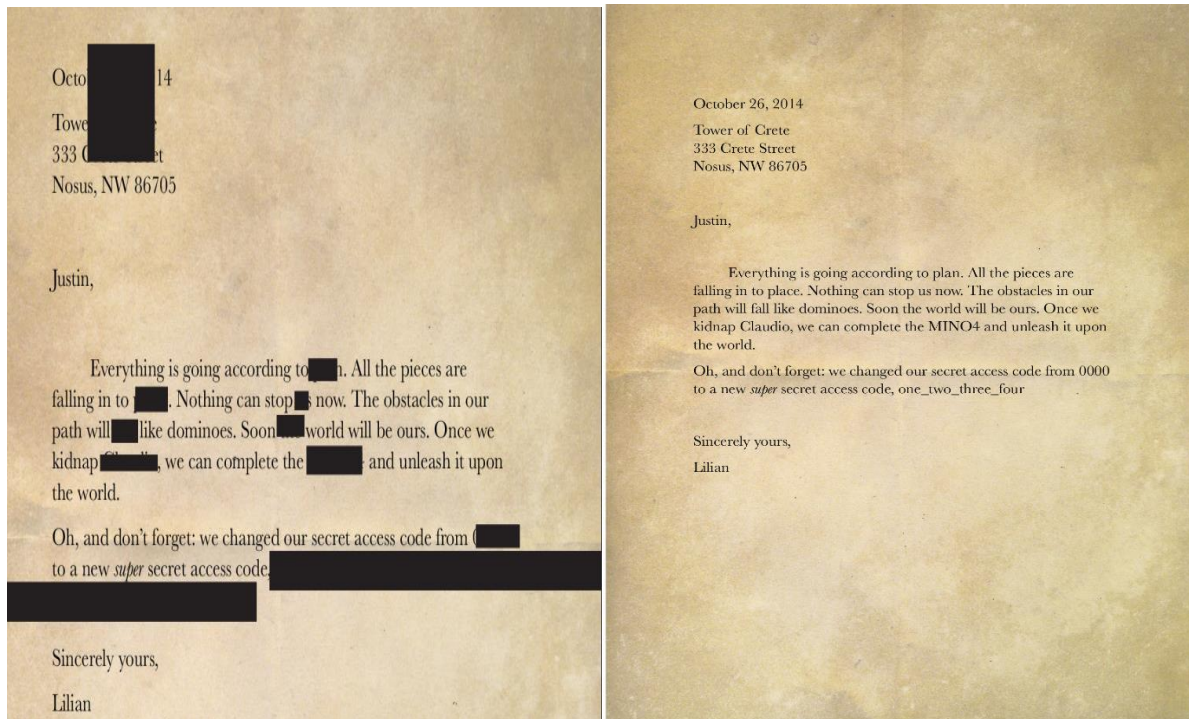 Octo 14
Towe e
333 C et
Nosus, NW 86705
Justin,
Everything is going according to n. All the pieces are
falling in to . Nothing can stop s now. The obstacles in our
path will like dominoes. Soon world will be ours. Once we
kidnap , we can complete the and unleash it upon
the world.
Oh, and don't forget: we changed our secret access code from
to a new super secret access code,
Sincerely yours,
Lilian
October 26, 2014
Tower of Crete
333 Crete Street
Nosus, NW 86705
Justin,
Everything is going according to plan. All the pieces are
falling in to place. Nothing can stop us now. The obstacles in our
path will fall like dominoes. Soon the world will be ours. Once we
kidnap Claudio, we can complete the MINO4 and unleash it upon
the world.
Oh, and don't forget: we changed our secret access code from 0000
to a new super secret access code, one_two_three_four
Sincerely yours,
Lilian